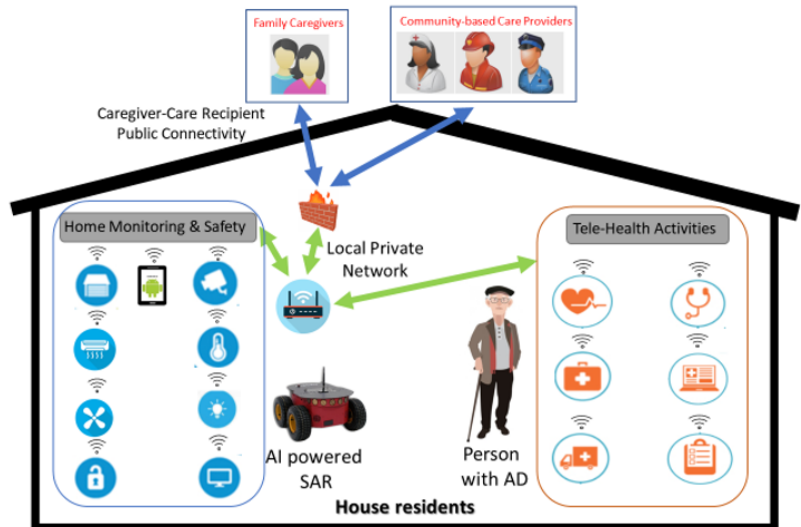 Family Caregivers
Community-based Care Providers
Caregiver-Care Recipient
Public Connectivity
Home Monitoring & Safety
Local Private
Network
Tele-Health Activities
AI powered
SAR
Person
with AD
House residents